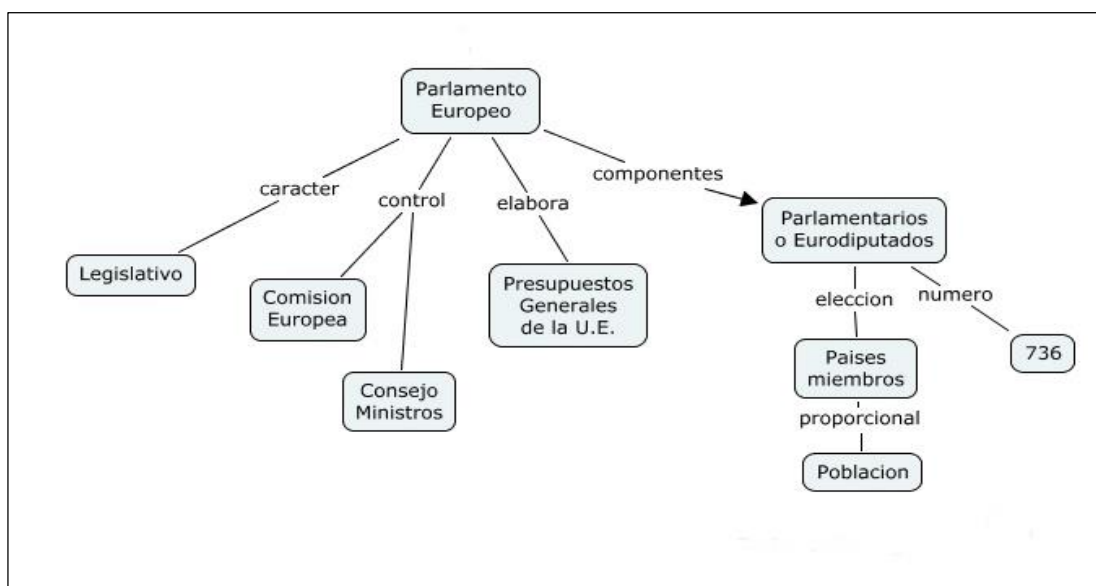 Parlamento
Europeo
caracter
control
elabora
componentes
Legislativo
Comision
Europea
Consejo
Ministros
Presupuestos
Generales
de la U.E.
Parlamentarios
o Eurodiputados
eleccion
numero
Paises
miembros
736
proporcional
Poblacion